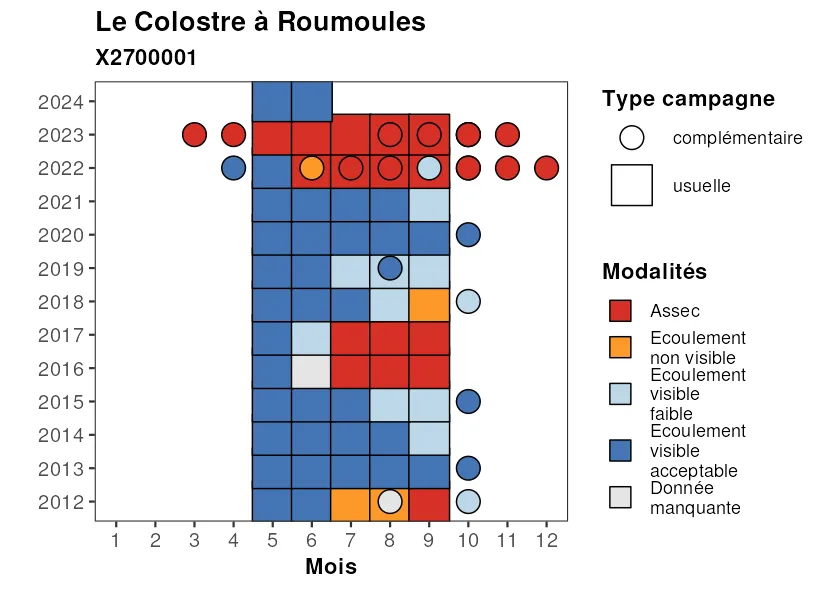 Le Colostre à Roumoules
X2700001
2024
2023
2022
2021
2020
2019
2018
2017
2016
2015
2014
2013
2012
1 2 3 4 5 6 7 8 9 10 11 12
Mois
Type campagne
complémentaire
usuelle
Modalités
Assec
Ecoulement
non visible
Ecoulement
visible
faible
Ecoulement
visible
acceptable
Donnée
manquante